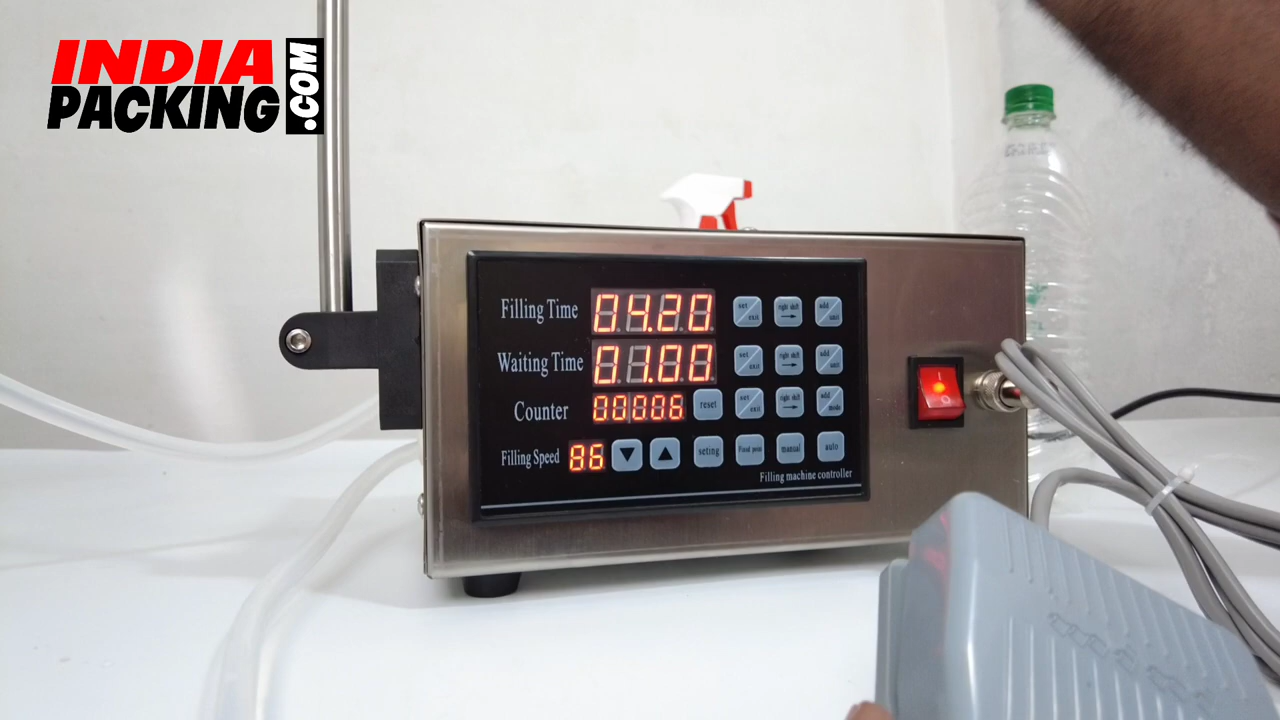 INDIA
PACKING
.COM
Filling Time 04.20 set exit right shift add unit
Waiting Time 01.00 set exit right shift add unit
Counter 00006 reset set exit right shift add mode
Filling Speed 86 seting manual auto
Filling machine controller